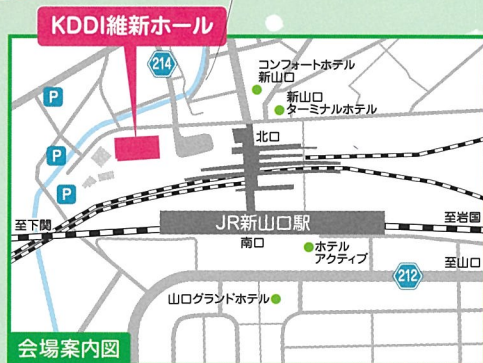 KDDI維新ホール
214
コンフォートホテル
新山口
新山口
ターミナルホテル
P
P
P
北口
至下関
JR新山口駅
至岩国
南口
ホテル
アクティブ
至山口
212
山口グランドホテル
会場案内図